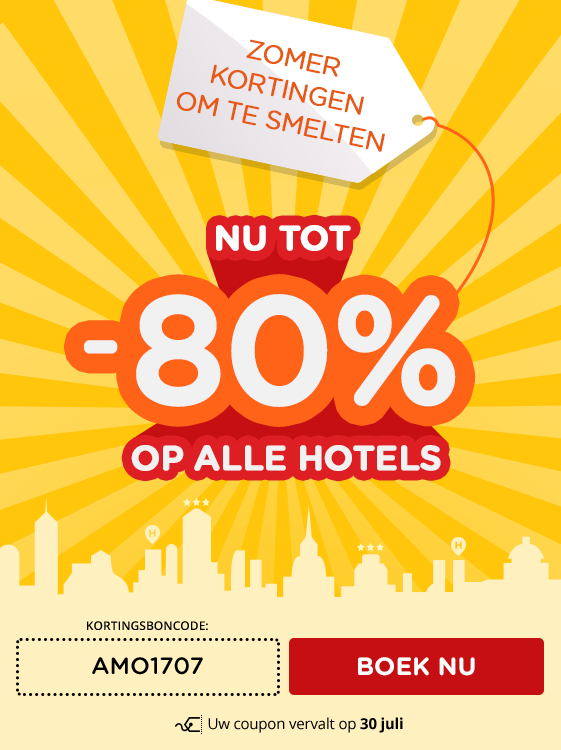 ZOMER
KORTINGEN
OM TE SMELTEN
NU TOT
-80%
OP ALLE HOTELS
H
H
KORTINGSBONCODE:
AMO1707
BOEK NU
Uw coupon vervalt op 30 juli